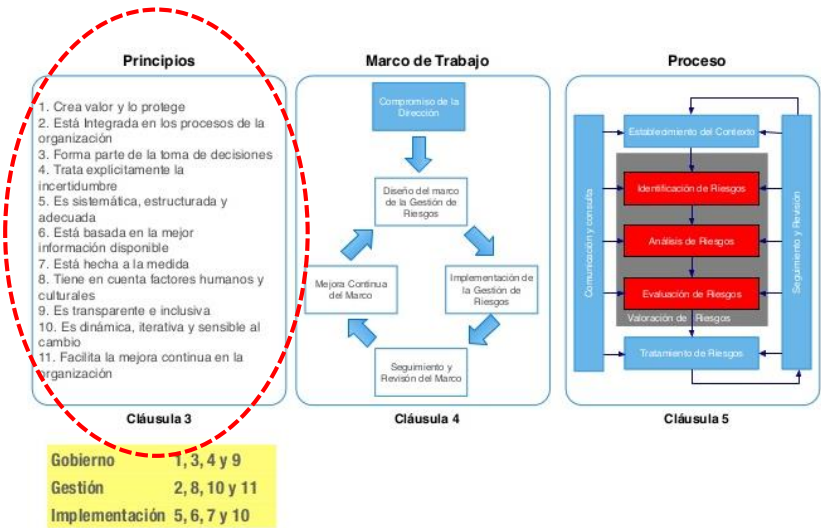 Principios
1. Crea valor y lo protege
2. Está Integrada en los procesos de la
organización
3. Forma parte de la toma de decisiones
4. Trata explícitamente la
incertidumbre
5. Es sistemática, estructurada y
adecuada
6. Está basada en la mejor
información disponible
7. Está hecha a la medida
8. Tiene en cuenta factores humanos y
culturales
9. Es transparente e inclusiva
10. Es dinámica, iterativa y sensible al
cambio
11. Facilita la mejora continua en la
organización
Cláusula 3
Gobierno 1, 3, 4 y 9
Gestión 2, 8, 10 y 11
Implementación 5, 6, 7 y 10
Marco de Trabajo
Compromiso de la
Dirección
Diseño del marco
de la Gestión de
Riesgos
Mejora Continua
del Marco
Implementación de
la Gestión de
Riesgos
Seguimiento y
Revisón del Marco
Cláusula 4
Proceso
Comunicación y consulta
Establecimiento del Contexto
Identificación de Riesgos
Análisis de Riesgos
Evaluación de Riesgos
Valoración de Riesgos
Tratamiento de Riesgos
Seguimiento y Revisión
Cláusula 5